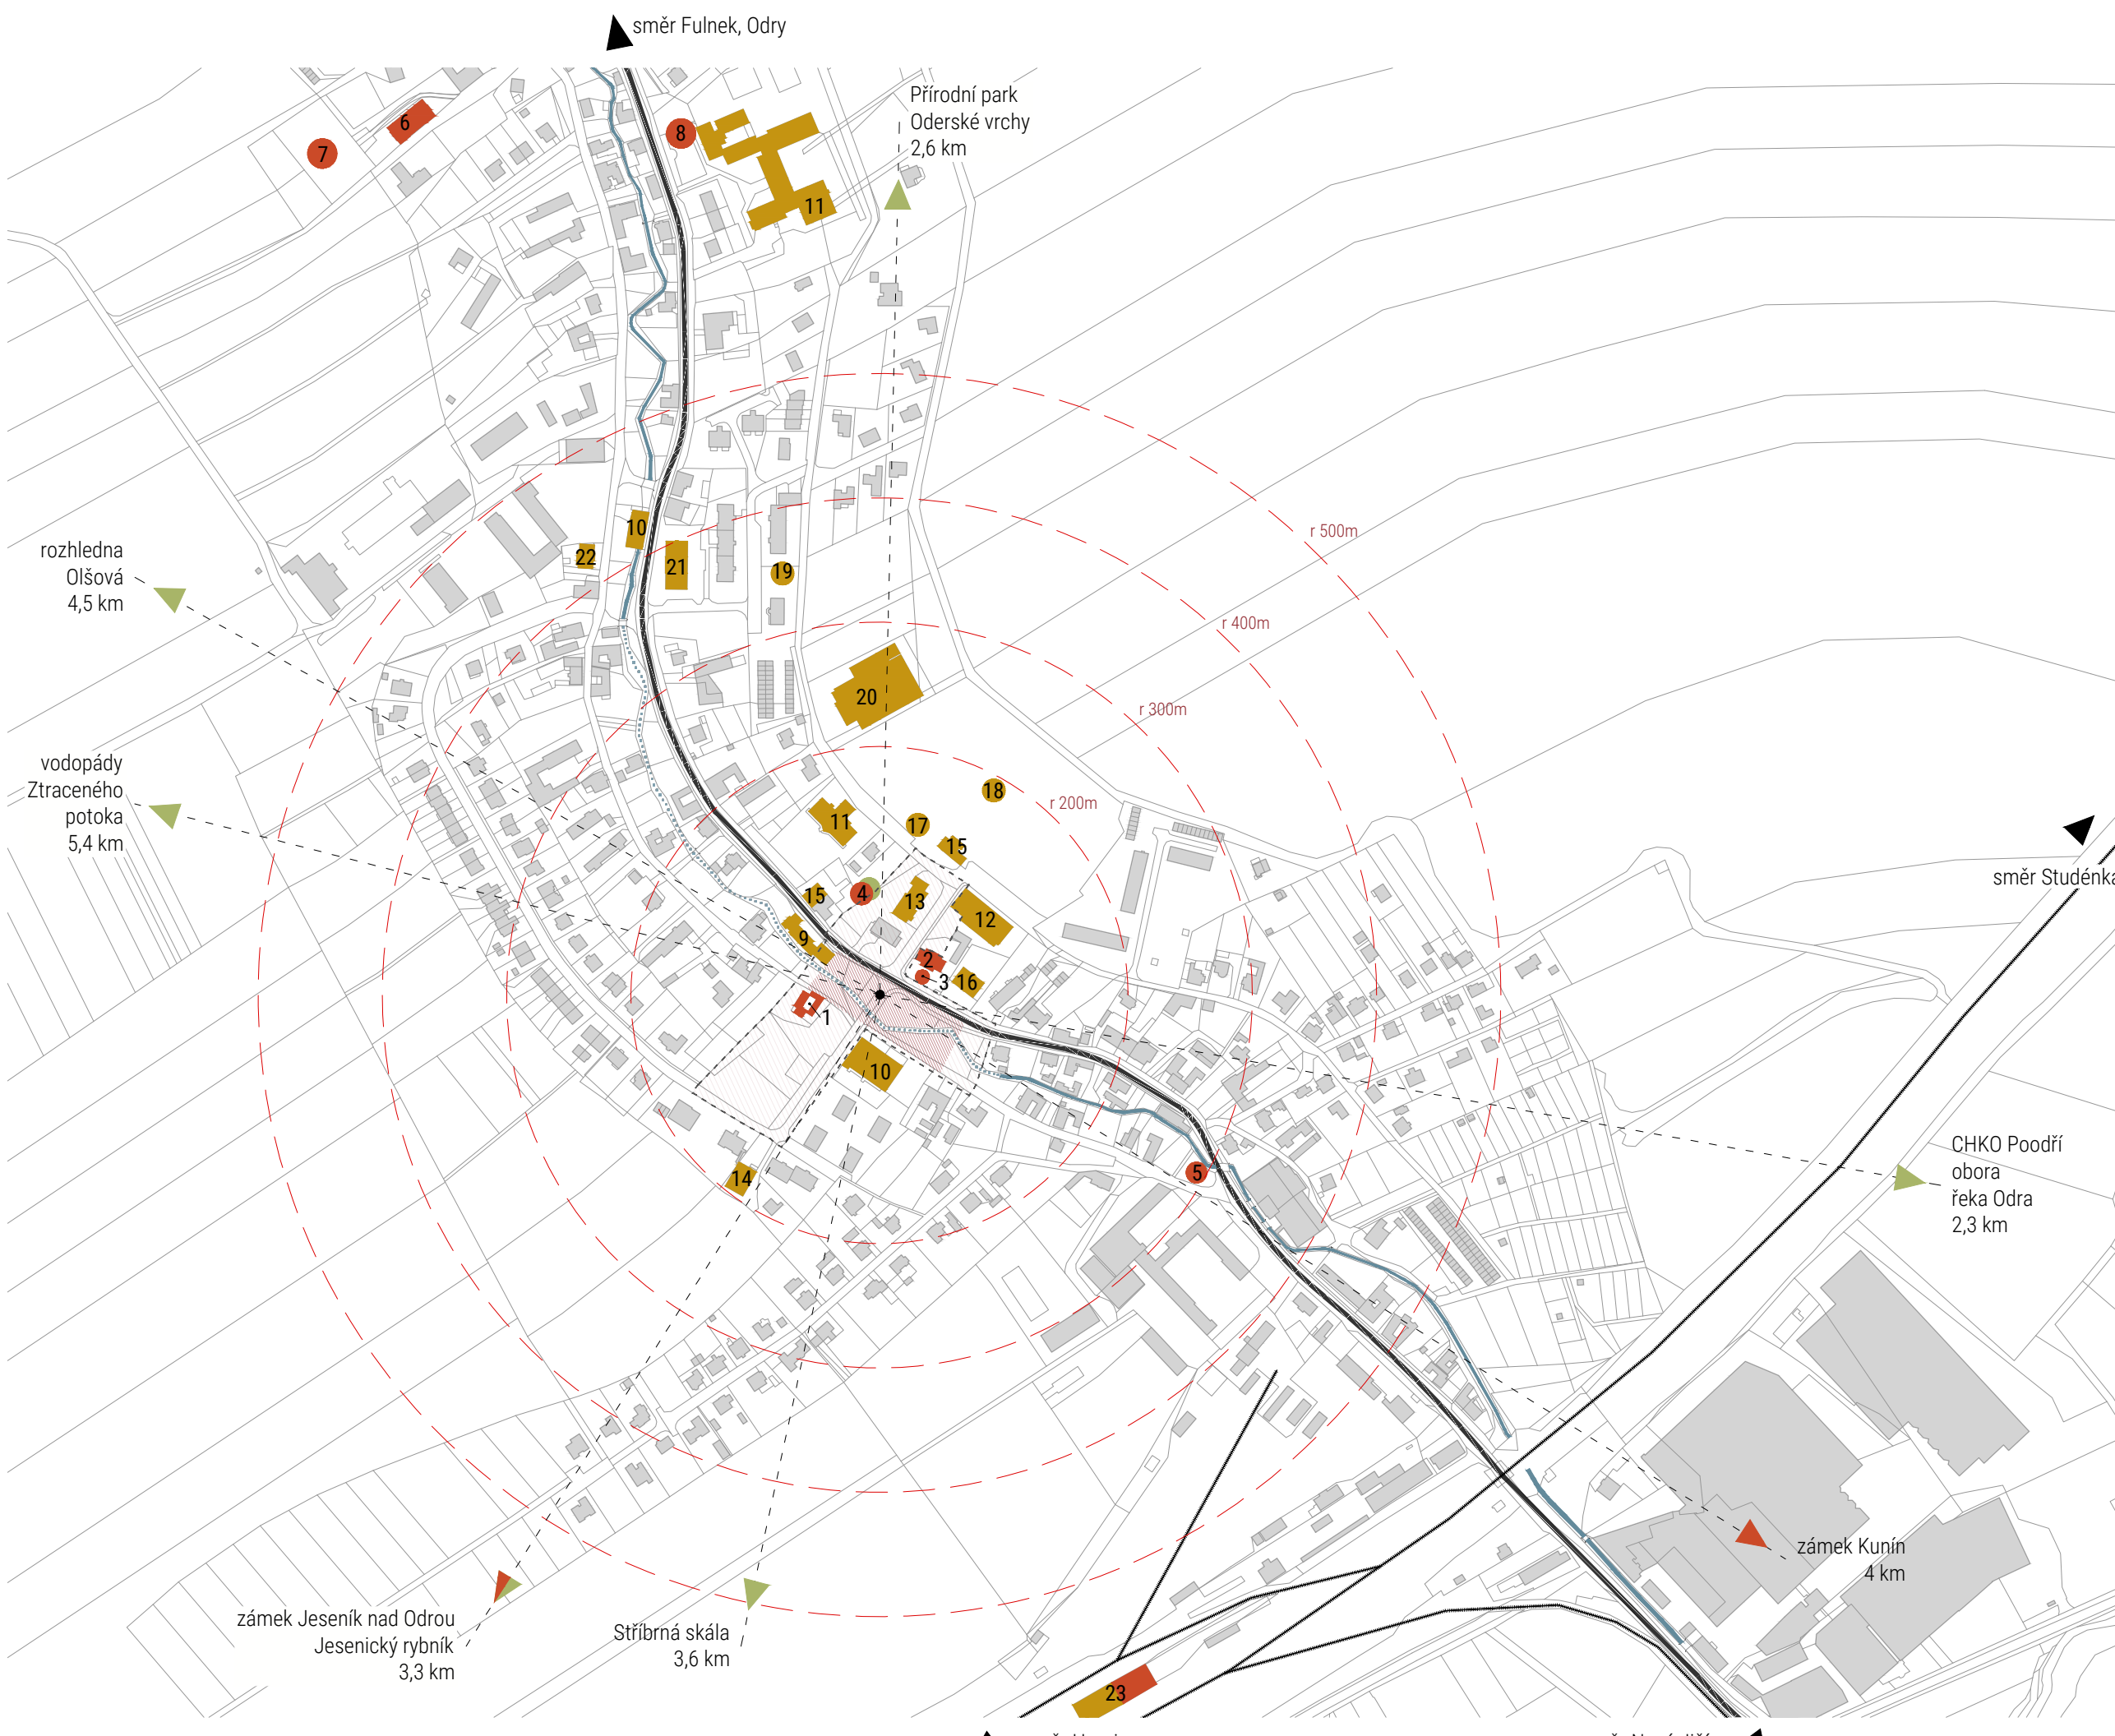 směr Fulnek, Odry
Přírodní park
Oderské vrchy
2,6 km
6
7
8
11
rozhledna
Olšová
4,5 km
10
22
21
19
r 500m
r 400m
r 300m
r 200m
20
vodopády
Ztraceného
potoka
5,4 km
18
17
11
15
15
4
13
12
9
2
3
16
1
10
14
5
směr Studénka
CHKO Poodří
obora
řeka Odra
2,3 km
zámek Kunín
4 km
zámek Jeseník nad Odrou
Jesenický rybník
3,3 km
Stříbrná skála
3,6 km
23